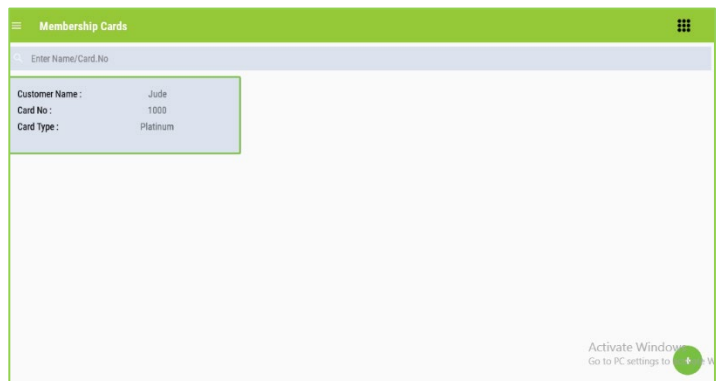 Membership Cards
Enter Name/Card.No
Customer Name : Jude
Card No : 1000
Card Type : Platinum
Activate Windows
Go to PC settings to